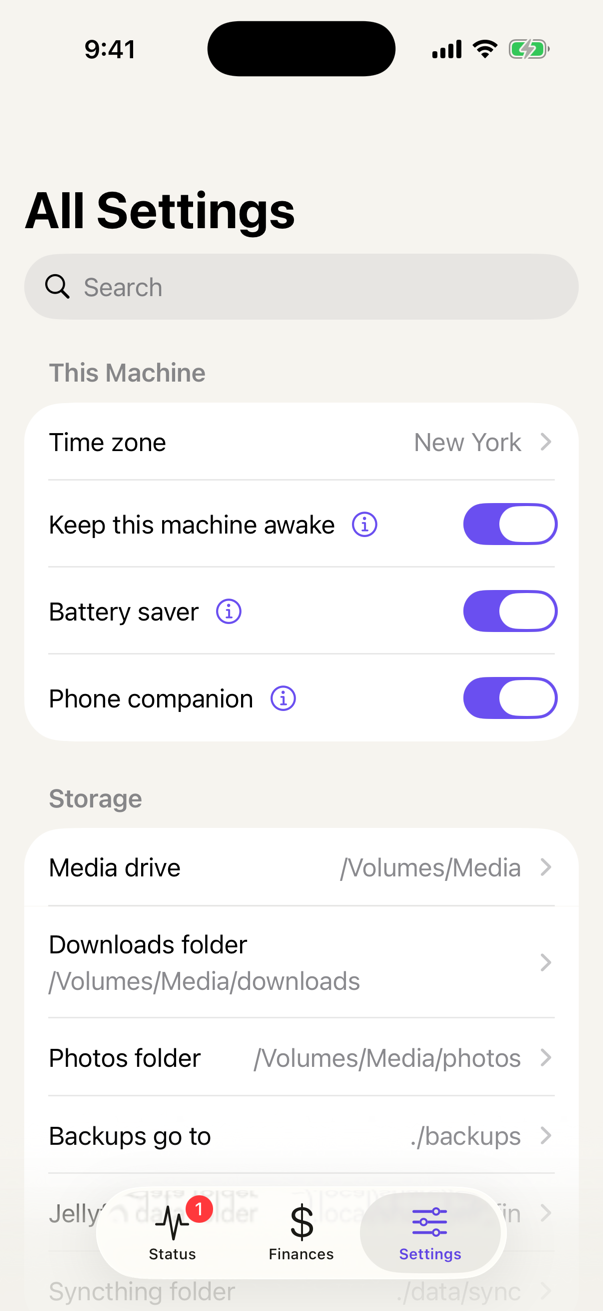 9:41
All Settings
Search
This Machine
Time zone
New York
Keep this machine awake
Battery saver
Phone companion
Storage
Media drive
/Volumes/Media
Downloads folder
/Volumes/Media/downloads
Photos folder
/Volumes/Media/photos
Backups go to
./backups
1
Status
Finances
Settings
Syncthing folder
./data/sync